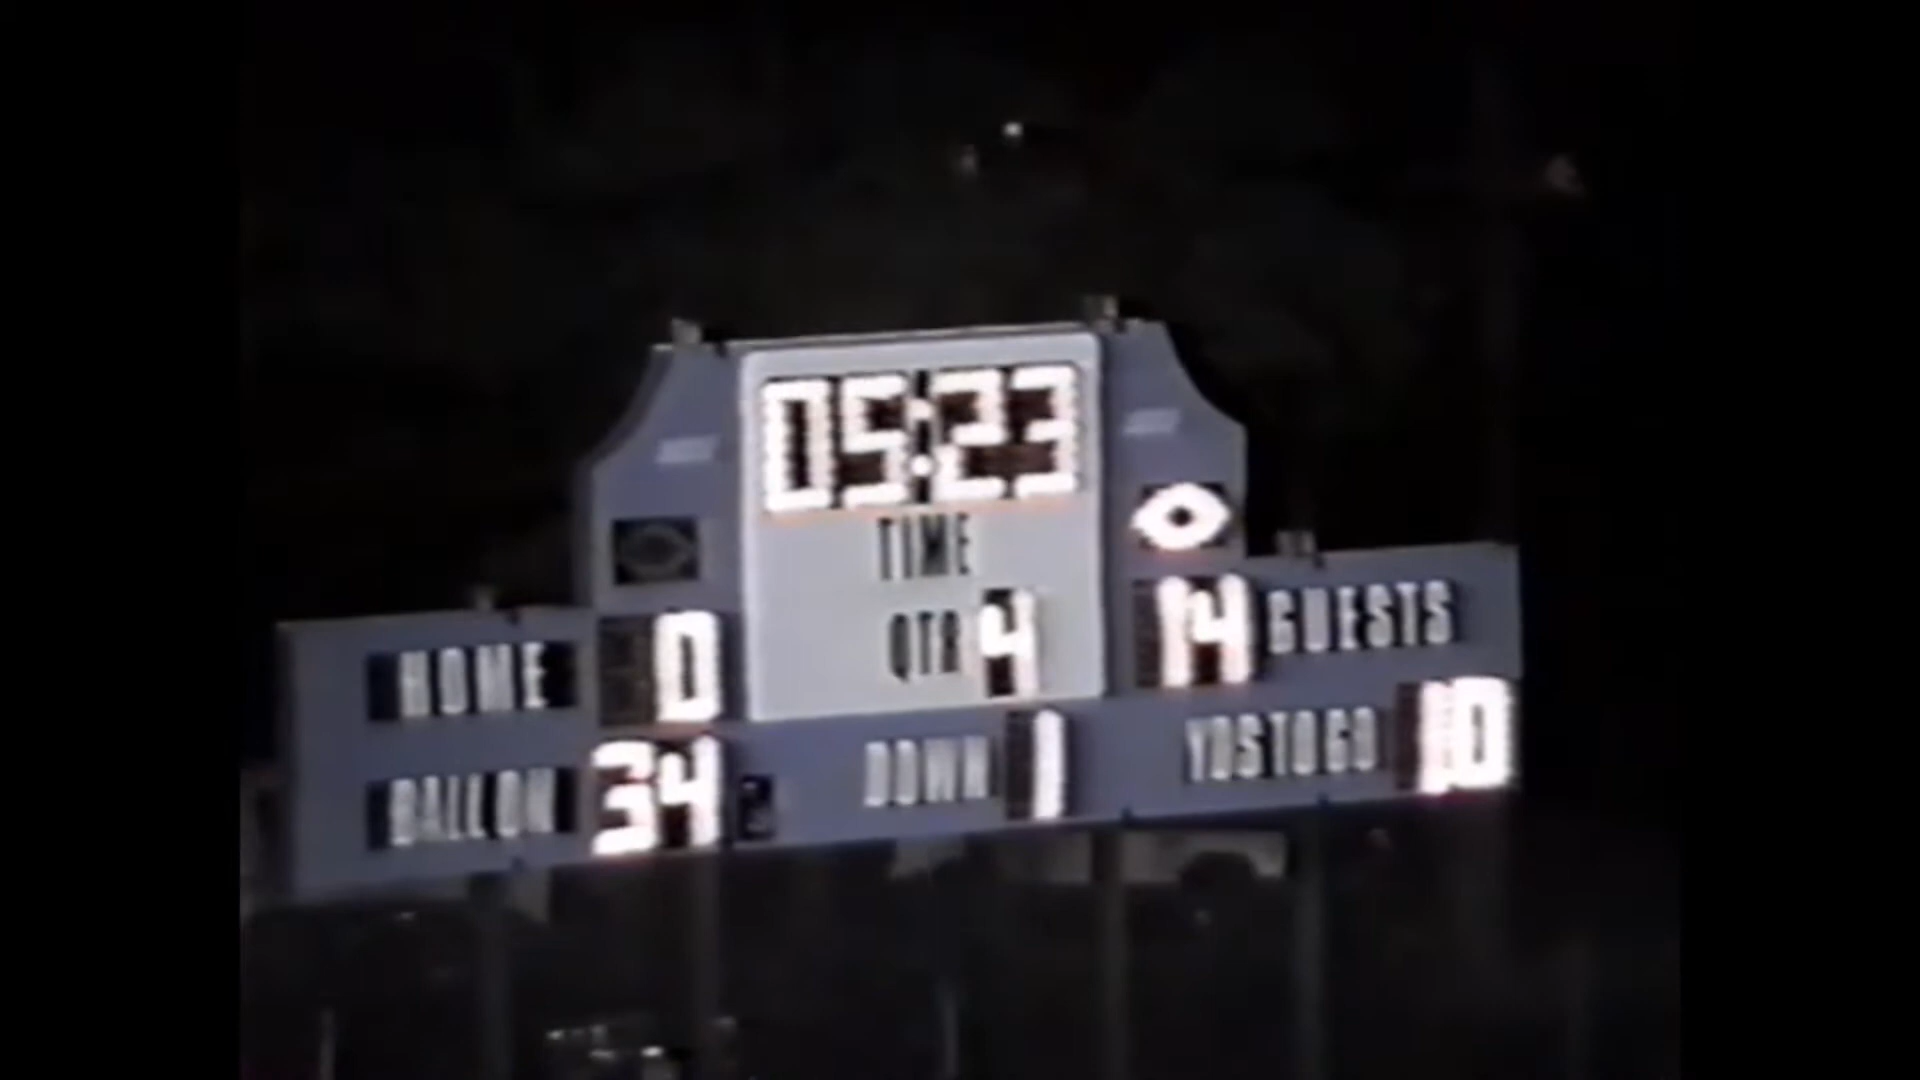 05:23
TIME
HOME 0 QTR 4 14 GUESTS
BALL ON 34 DOWN 1 YDS TO GO 10